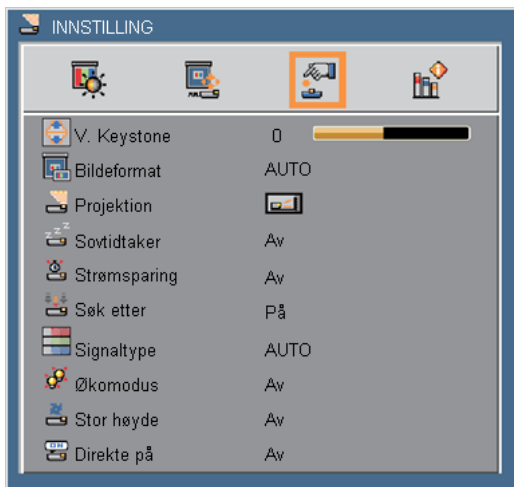 INNSTILLING
V. Keystone 0
Bildeformat AUTO
Projektion
Sovtidtaker Av
Strømsparing Av
Søk etter På
Signaltype AUTO
Økomodus Av
Stor høyde Av
Direkte på Av